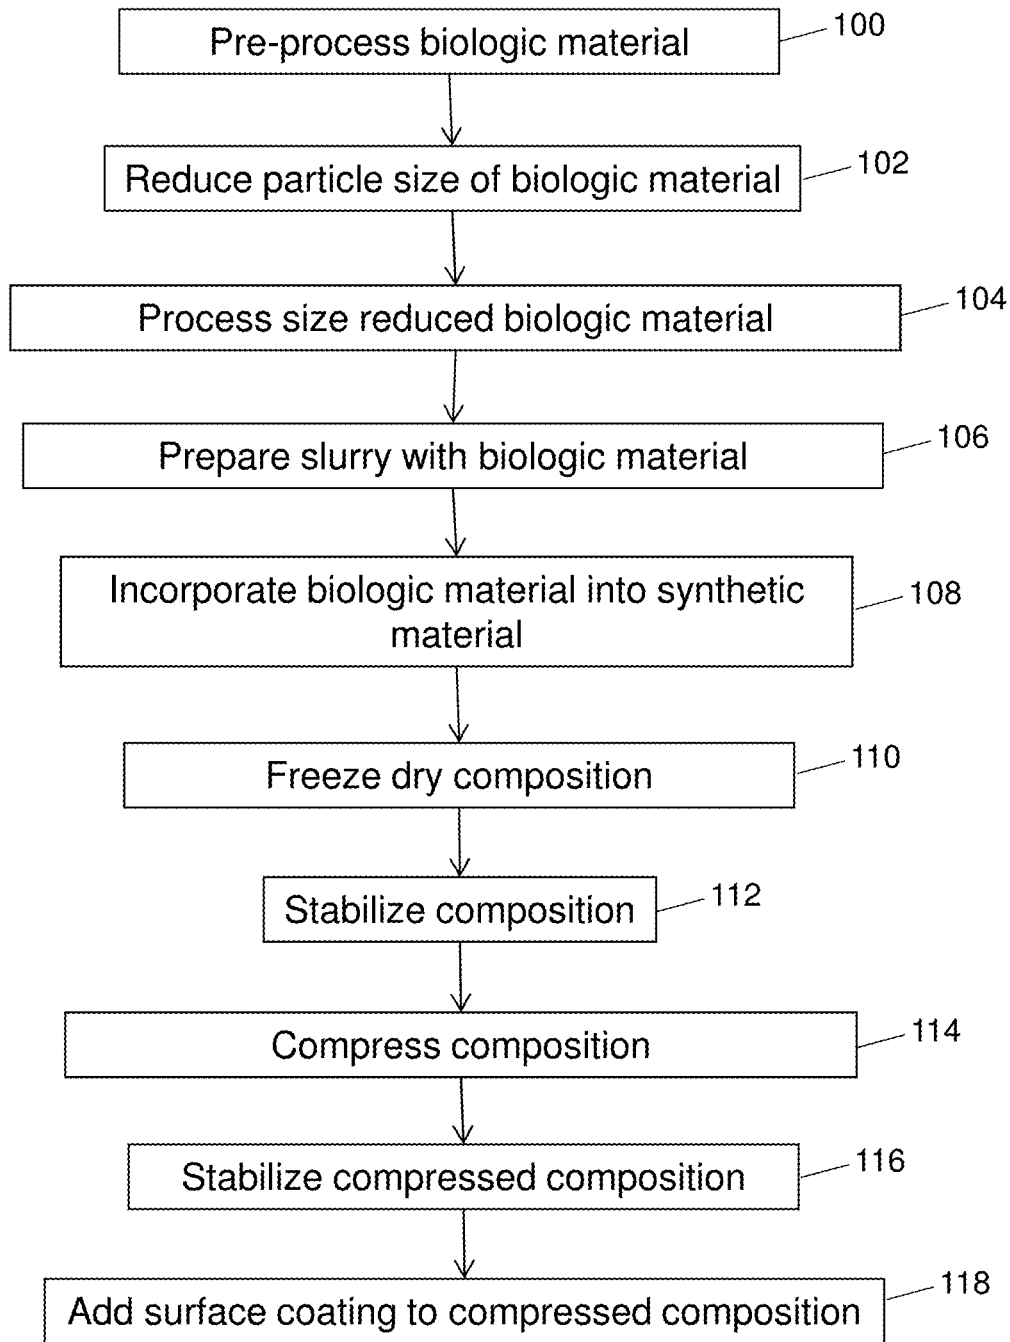 Pre-process biologic material
100
Reduce particle size of biologic material
102
Process size reduced biologic material
104
Prepare slurry with biologic material
106
Incorporate biologic material into synthetic
material
108
Freeze dry composition
110
Stabilize composition
112
Compress composition
114
Stabilize compressed composition
116
Add surface coating to compressed composition
118